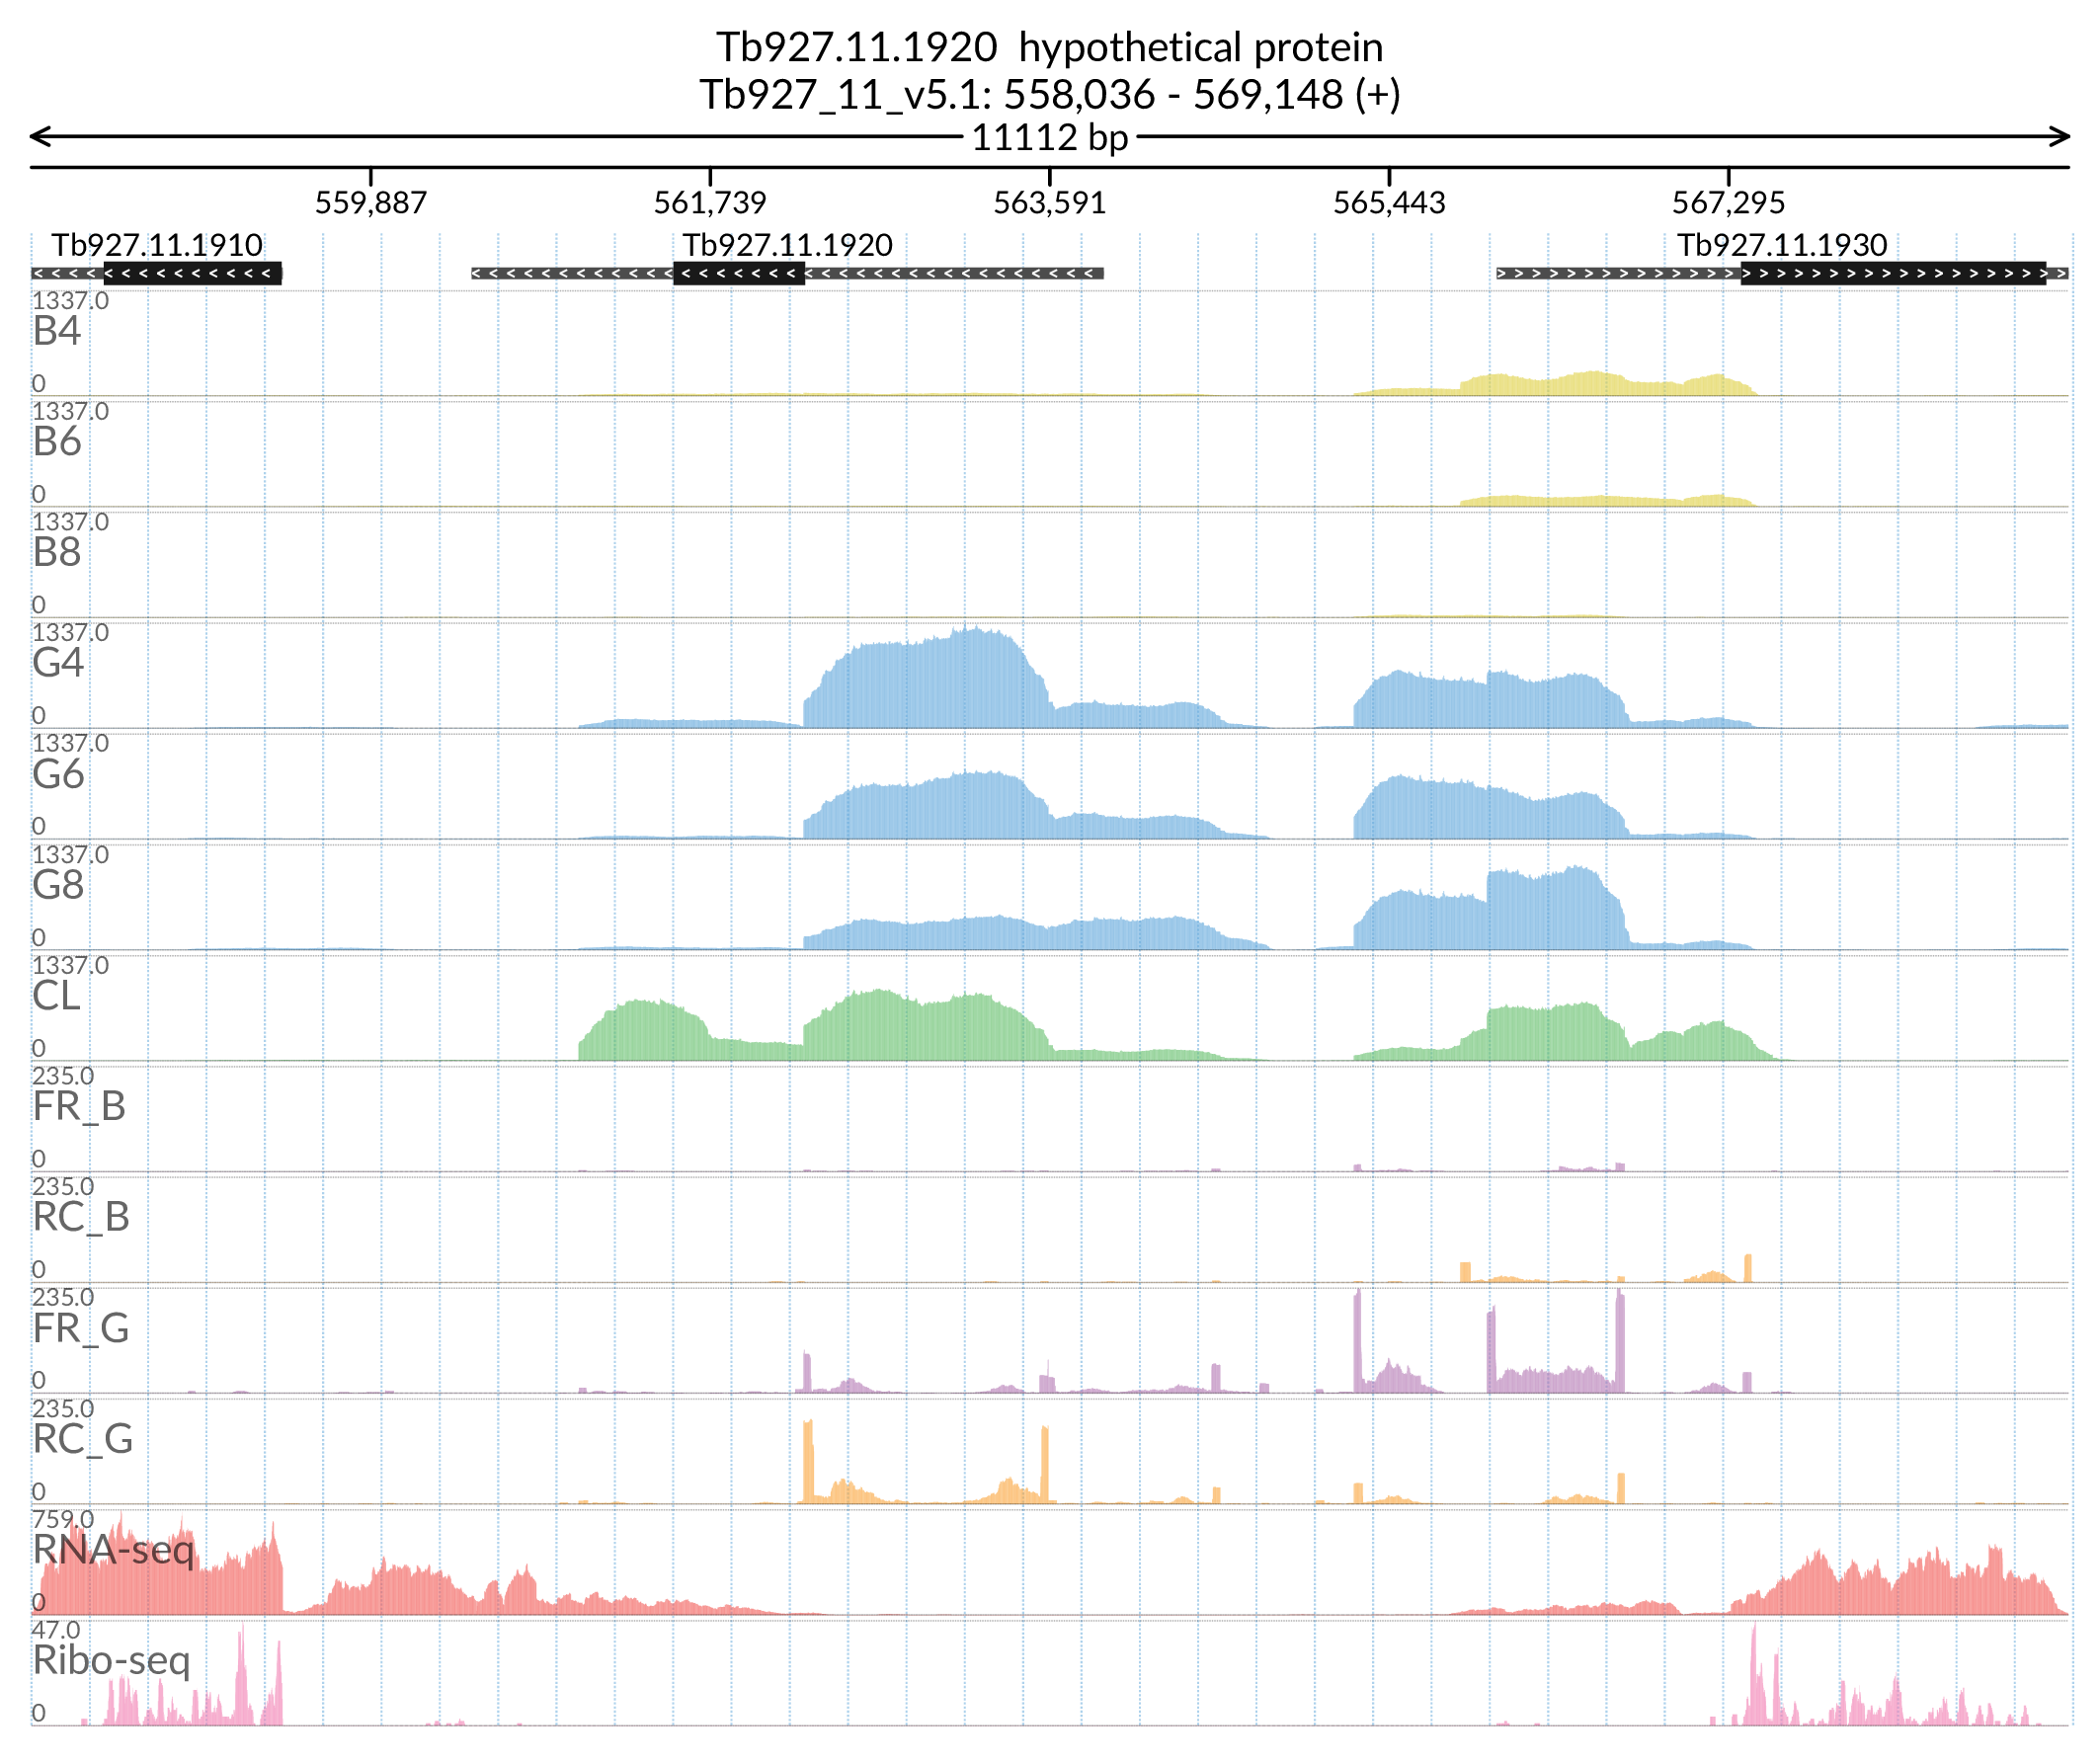 Tb927.11.1920 hypothetical protein
Tb927_11_v5.1: 558,036 - 569,148 (+)
11112 bp
559,887 561,739 563,591 565,443 567,295
Tb927.11.1910 Tb927.11.1920 Tb927.11.1930
1337.0
B4
0
1337.0
B6
0
1337.0
B8
0
1337.0
G4
0
1337.0
G6
0
1337.0
G8
0
1337.0
CL
0
235.0
FR_B
0
235.0
RC_B
0
235.0
FR_G
0
235.0
RC_G
0
759.0
RNA-seq
0
47.0
Ribo-seq
0